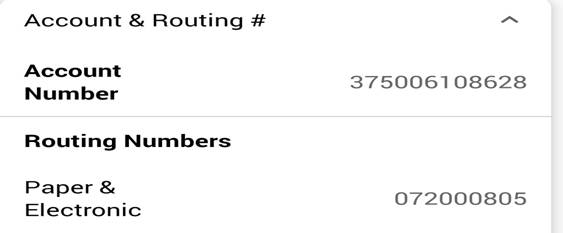 Account & Routing #
Account
Number
375006108628
Routing Numbers
Paper &
Electronic
072000805